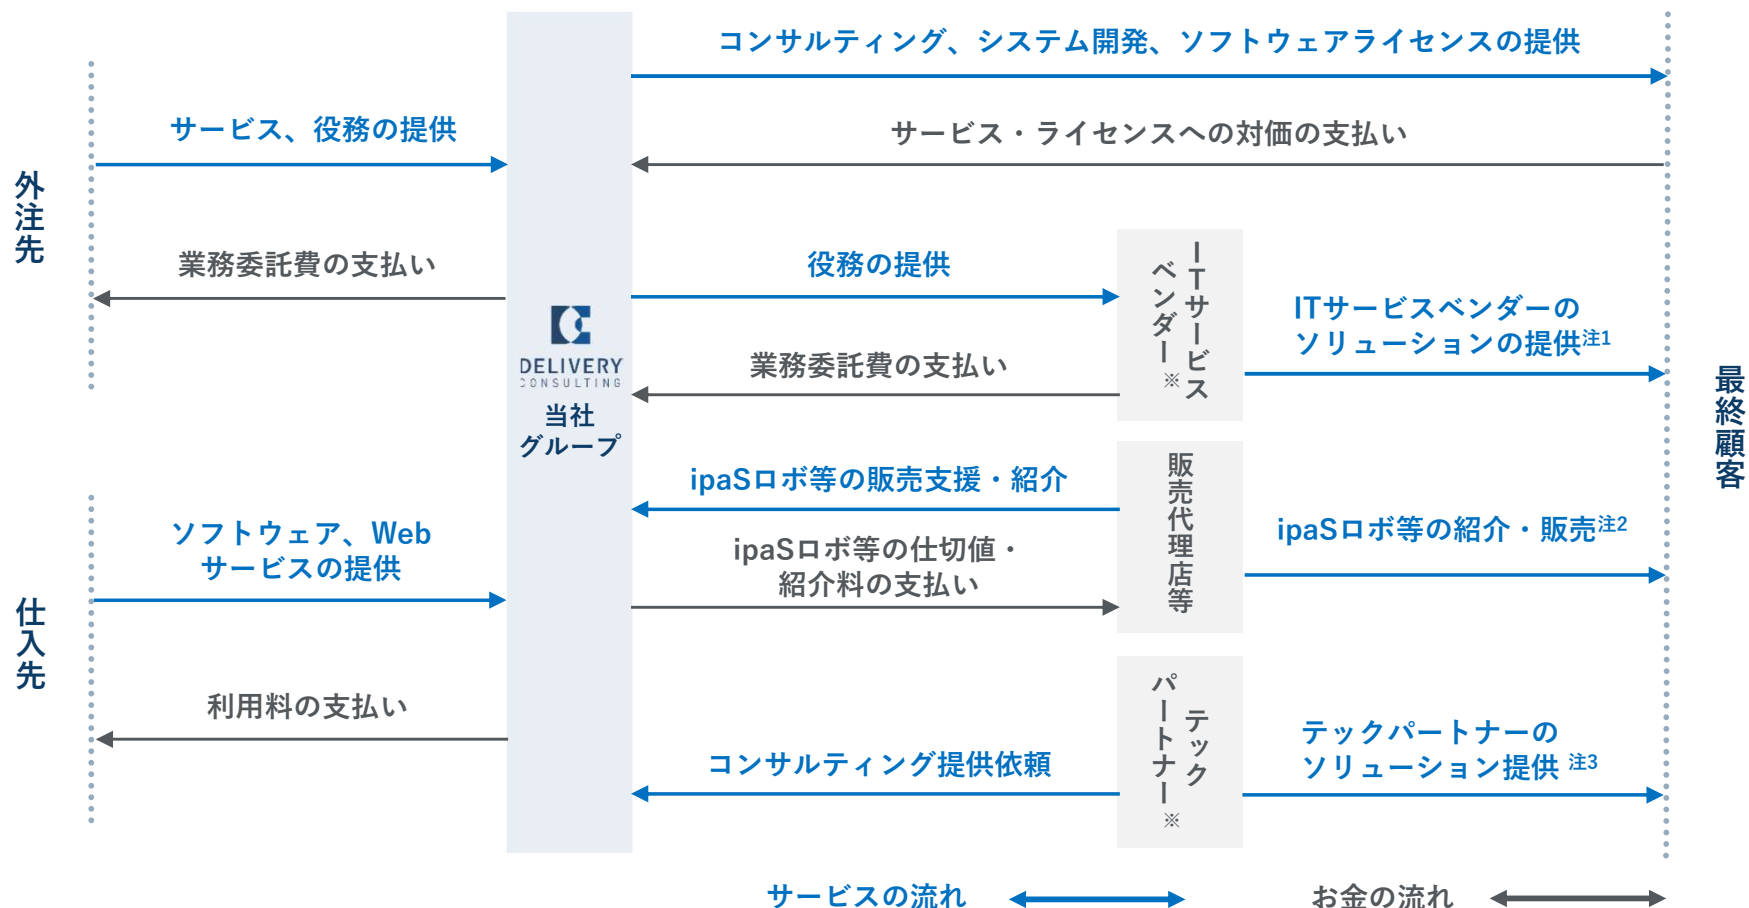 コンサルティング、システム開発、ソフトウェアライセンスの提供
サービス・ライセンスへの対価の支払い
外注先
サービス、役務の提供
業務委託費の支払い
仕入先
ソフトウェア、Web
サービスの提供
利用料の支払い
DELIVERY
CONSULTING
当社
グループ
役務の提供
業務委託費の支払い
ITサービス
ベンダー※
ITサービスベンダーの
ソリューションの提供注1
ipaSロボ等の販売支援・紹介
ipaSロボ等の仕切値・
紹介料の支払い
販売代理店等
ipaSロボ等の紹介・販売注2
コンサルティング提供依頼
テック
パートナー※
テックパートナーの
ソリューション提供 注3
最終顧客
サービスの流れ
お金の流れ